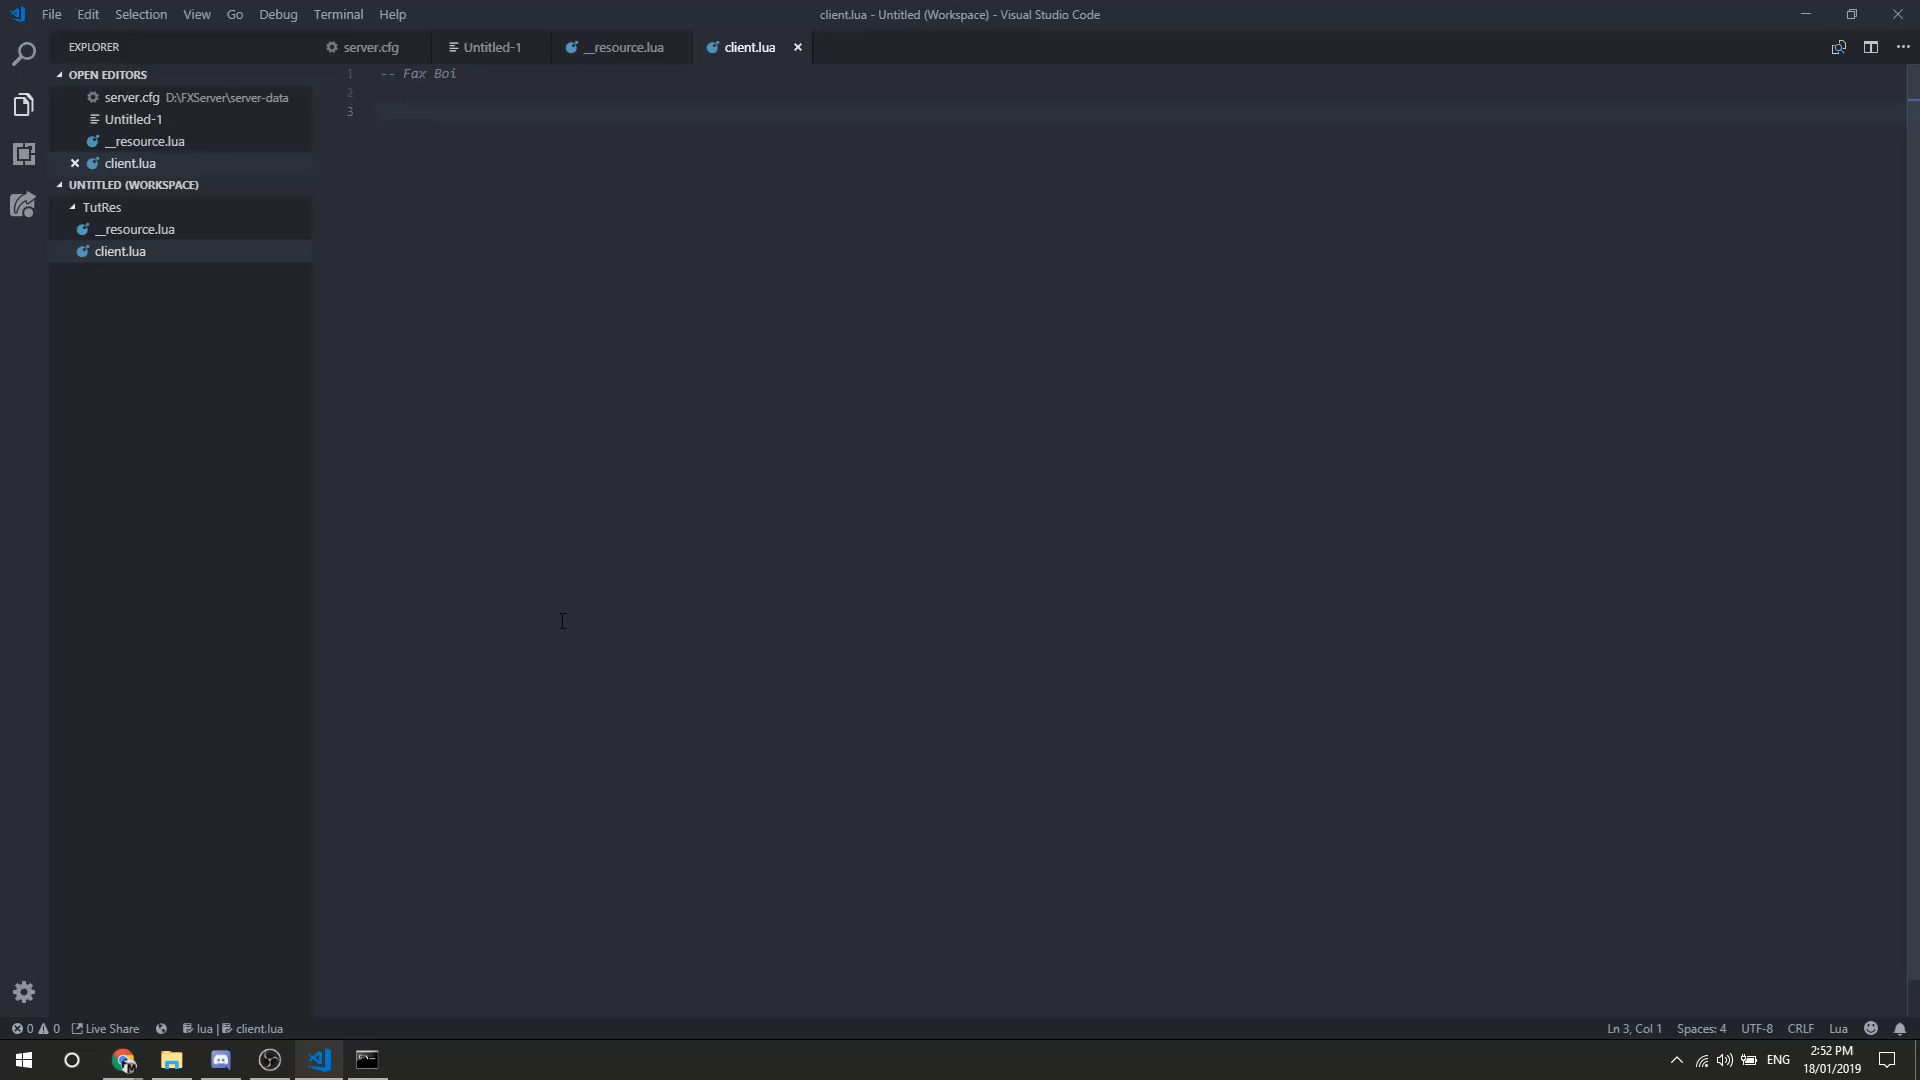 File Edit Selection View Go Debug Terminal Help
client.lua - Untitled (Workspace) - Visual Studio Code
EXPLORER
server.cfg
Untitled-1
__resource.lua
client.lua
OPEN EDITORS
server.cfg D:\FXServer\server-data
Untitled-1
__resource.lua
client.lua
UNTITLED (WORKSPACE)
TutRes
__resource.lua
client.lua
1 -- Fax Boi
2
3
0 0 Live Share lua | client.lua
Ln 3, Col 1 Spaces: 4 UTF-8 CRLF Lua
ENG
2:52 PM
18/01/2019